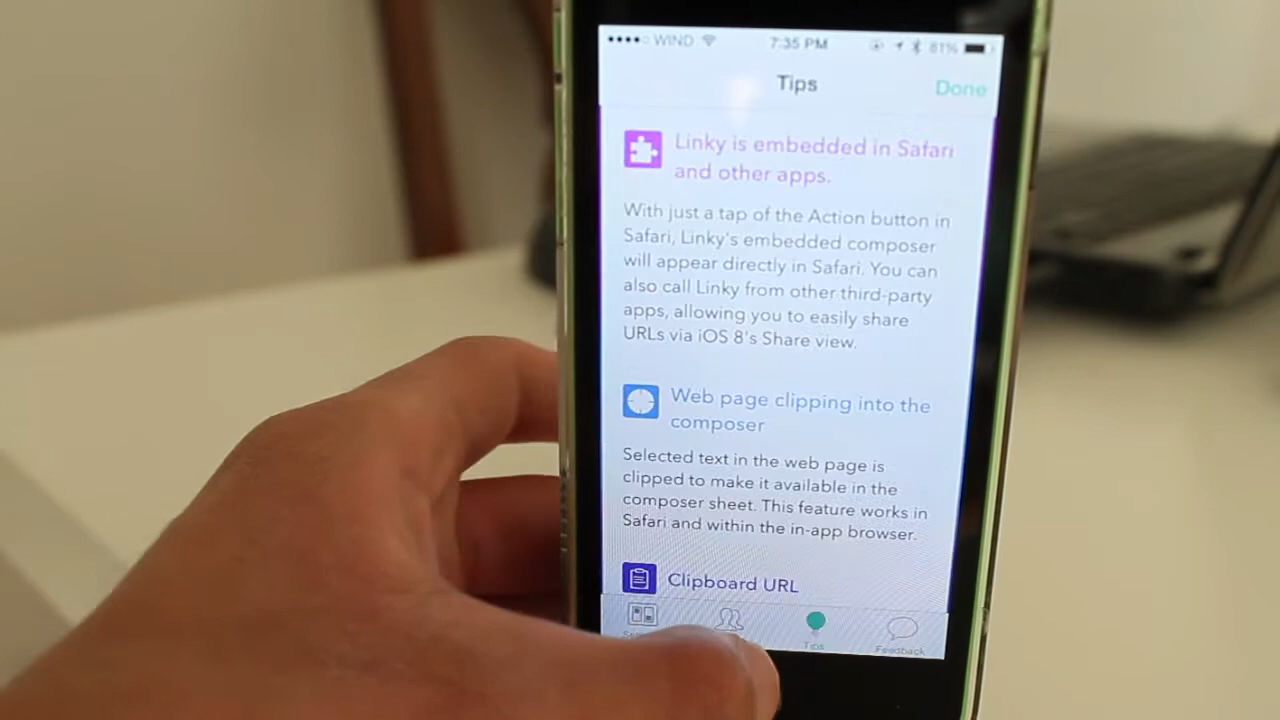 WIND 7:35 PM 81%
Tips Done
Linky is embedded in Safari
and other apps.
With just a tap of the Action button in
Safari, Linky's embedded composer
will appear directly in Safari. You can
also call Linky from other third-party
apps, allowing you to easily share
URLs via iOS 8's Share view.
Web page clipping into the
composer
Selected text in the web page is
clipped to make it available in the
composer sheet. This feature works in
Safari and within the in-app browser.
Clipboard URL
Tips Feedback